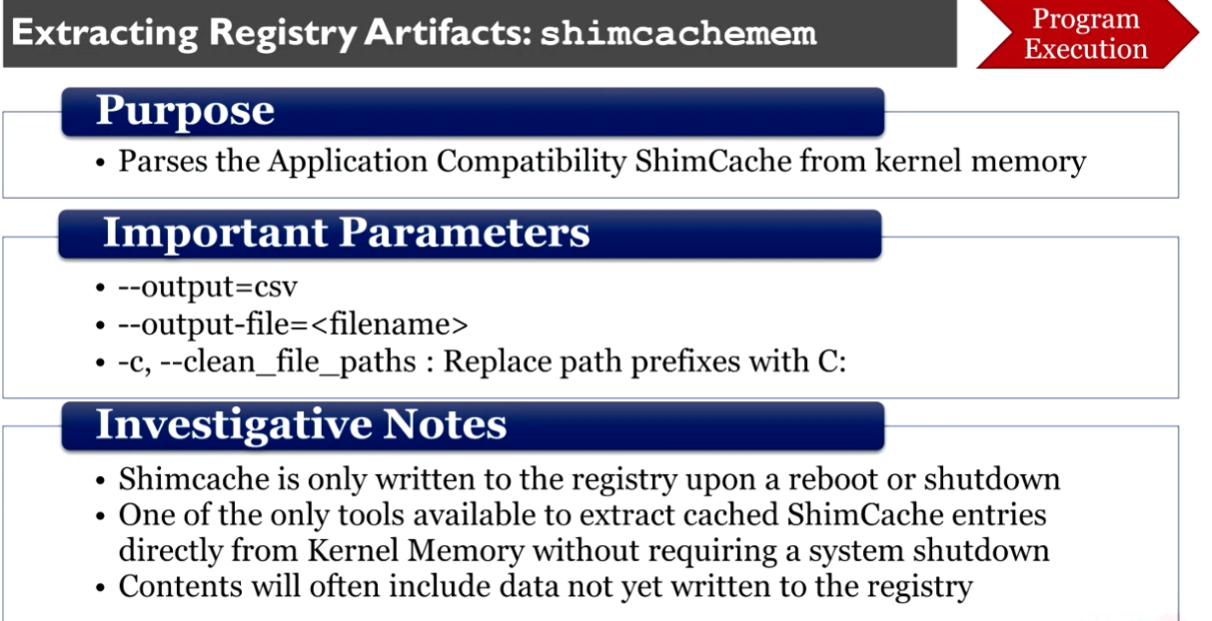 Extracting Registry Artifacts: shimcachemem
Program
Execution
Purpose
• Parses the Application Compatibility ShimCache from kernel memory
Important Parameters
• --output=csv
• --output-file=<filename>
• -c, --clean_file_paths : Replace path prefixes with C:
Investigative Notes
• Shimcache is only written to the registry upon a reboot or shutdown
• One of the only tools available to extract cached ShimCache entries
directly from Kernel Memory without requiring a system shutdown
• Contents will often include data not yet written to the registry